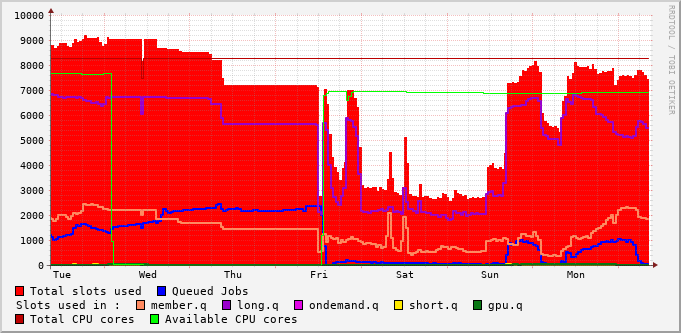 10000
9000
8000
7000
6000
5000
4000
3000
2000
1000
0
Tue Wed Thu Fri Sat Sun Mon
RRDTOOL / TOBI OETIKER
Total slots used Queued Jobs
Slots used in : member.q long.q ondemand.q short.q gpu.q
Total CPU cores Available CPU cores